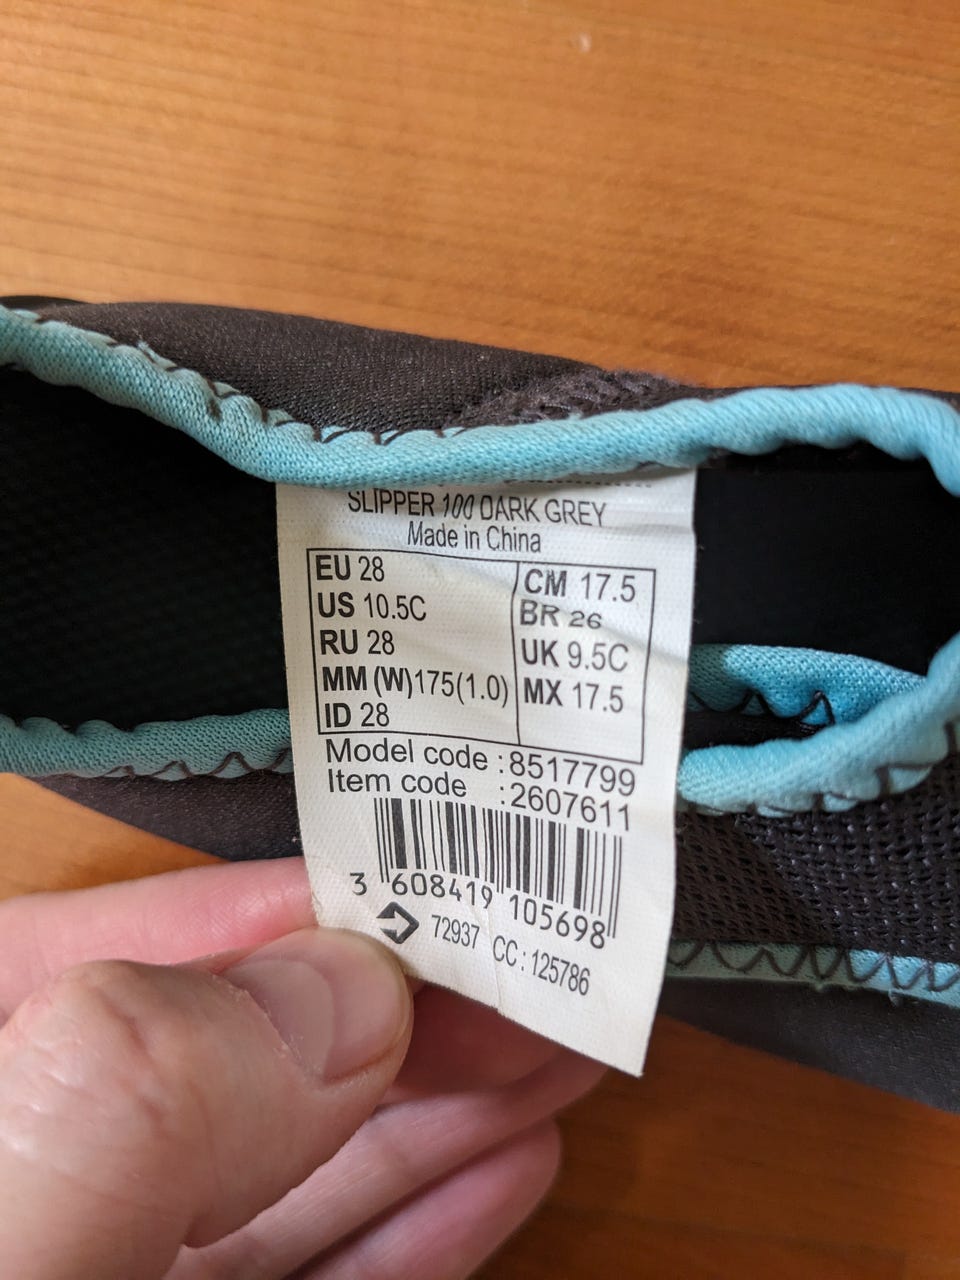 SLIPPER 100 DARK GREY
Made in China
EU 28
US 10.5C
RU 28
MM (W)175(1.0)
ID 28
CM 17.5
BR 26
UK 9.5C
MX 17.5
Model code :8517799
Item code :2607611
3 608419 105698
72937 CC: 125786